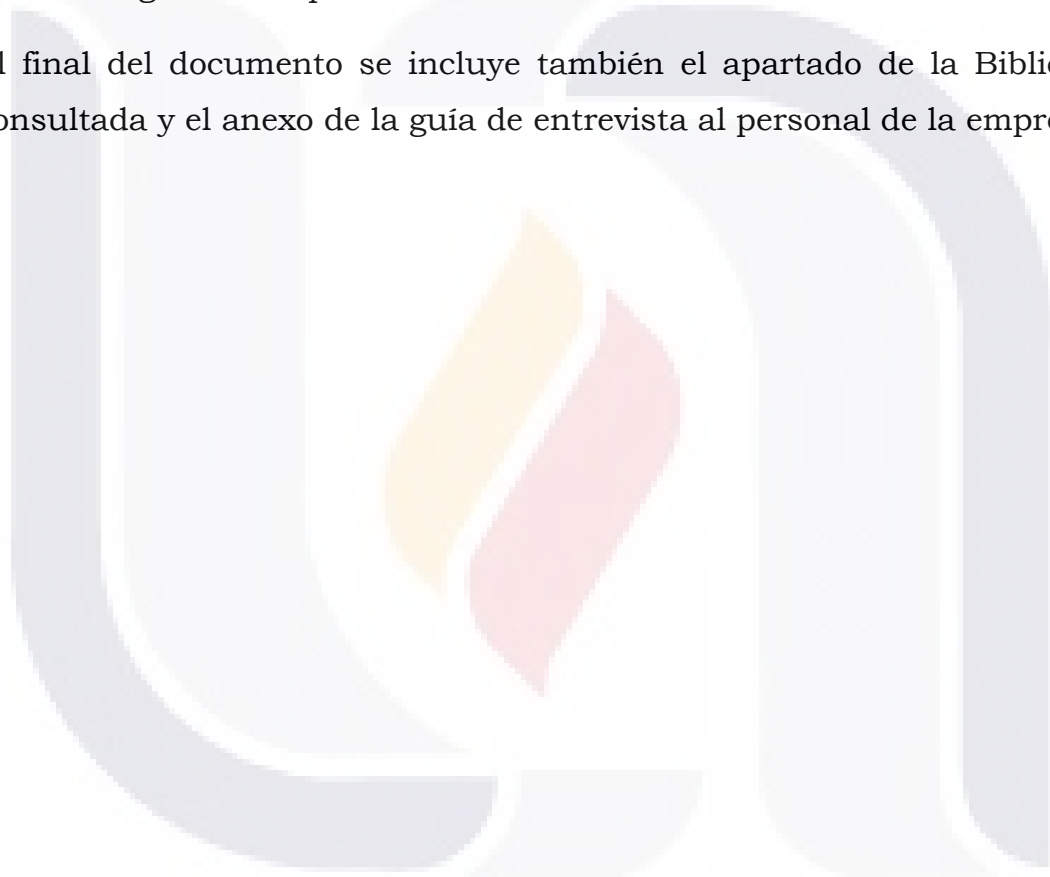 l final del documento se incluye también el apartado de la Biblio
onsultada y el anexo de la guía de entrevista al personal de la empre